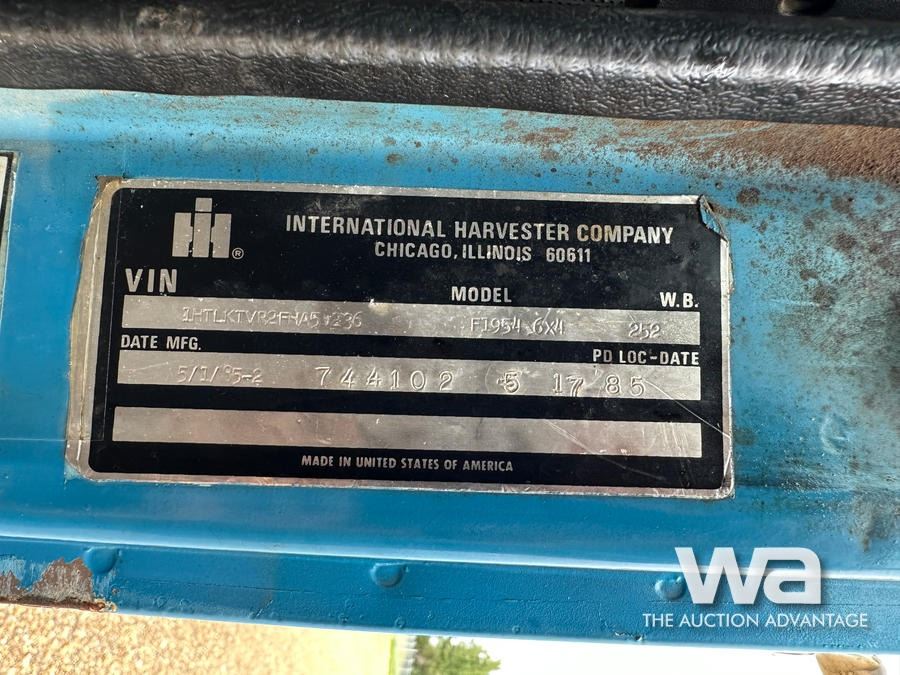 INTERNATIONAL HARVESTER COMPANY
CHICAGO, ILLINOIS 60611
VIN MODEL W.B.
F1954 6X4 252
DATE MFG. PD LOC-DATE
744102 5 17 85
MADE IN UNITED STATES OF AMERICA
wa
THE AUCTION ADVANTAGE